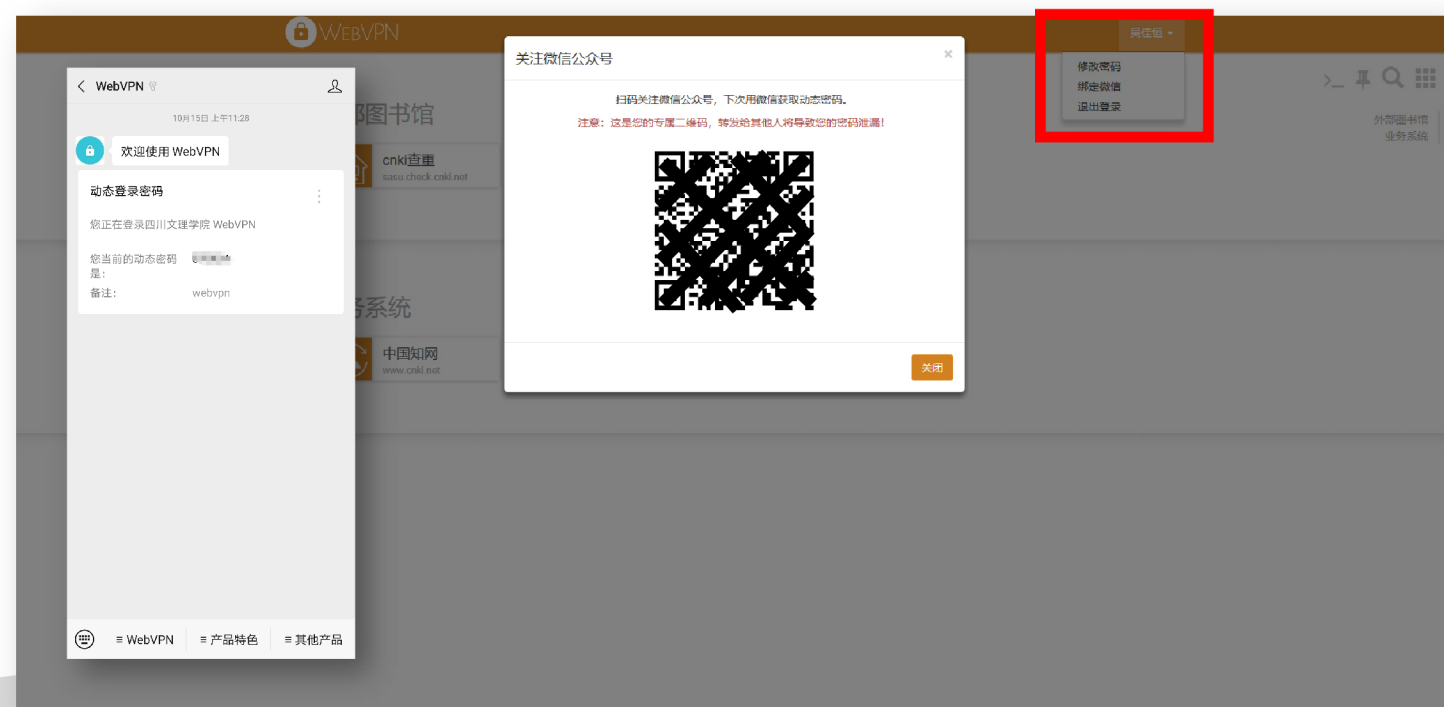 WEBVPN
吴佳恒
修改密码
绑定微信
退出登录
外部图书馆
业务系统
关注微信公众号
×
扫码关注微信公众号，下次用微信获取动态密码。
注意：这是您的专属二维码，转发给其他人将导致您的密码泄漏！
关闭
部图书馆
cnki查重
sasu.check.cnki.net
务系统
中国知网
www.cnki.net
WebVPN
10月15日 上午11:28
欢迎使用 WebVPN
动态登录密码
您正在登录四川文理学院 WebVPN
您当前的动态密码
是：
备注： webvpn
≡ WebVPN ≡ 产品特色 ≡ 其他产品